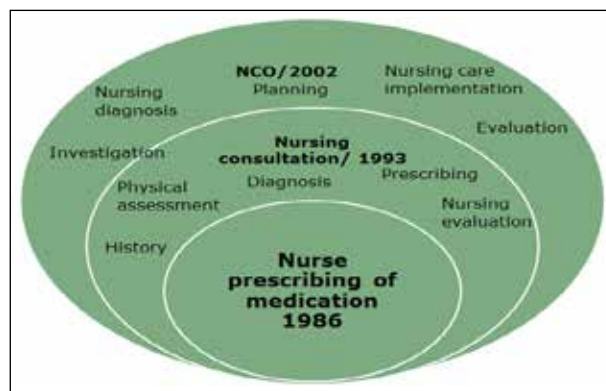 NCO/2002
Planning
Nursing
diagnosis
Nursing care
implementation
Evaluation
Investigation
Nursing
consultation/ 1993
Diagnosis
Prescribing
Physical
assessment
Nursing
evaluation
History
Nurse
prescribing of
medication
1986